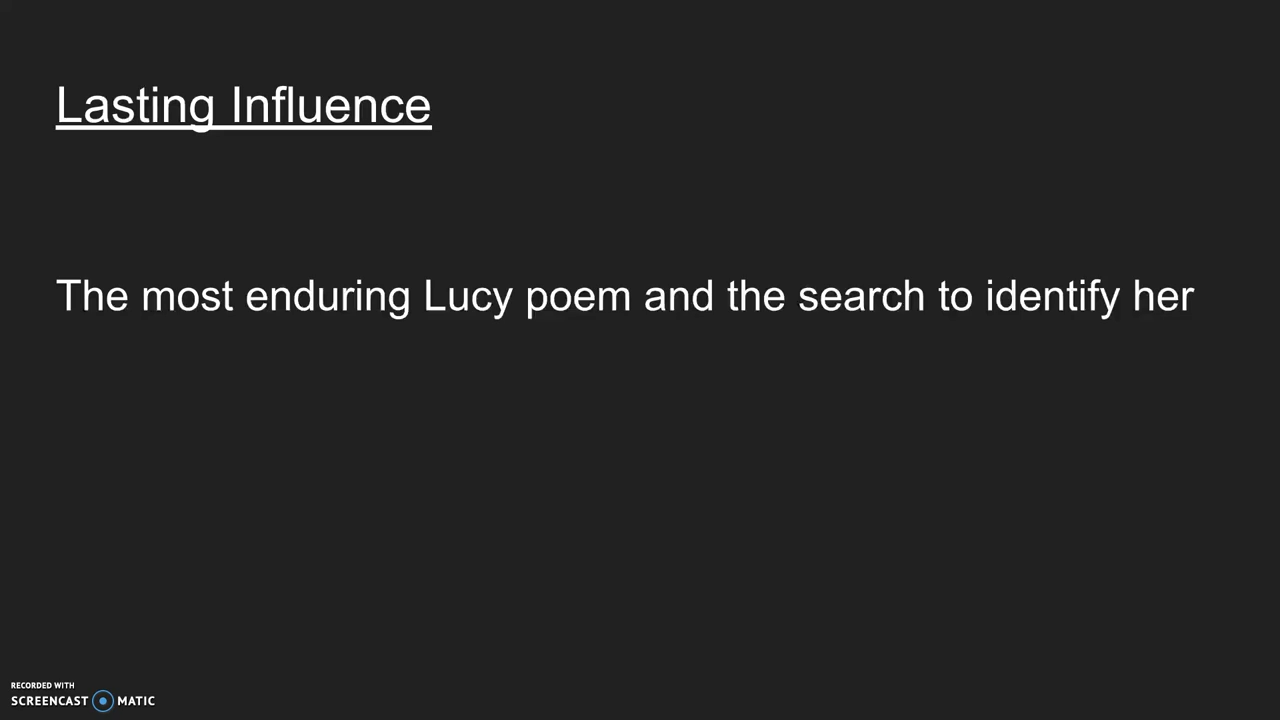 Lasting Influence
The most enduring Lucy poem and the search to identify her
RECORDED WITH
SCREENCAST MATIC